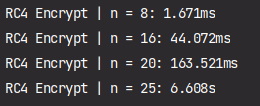 RC4 Encrypt | n = 8: 1.671ms
RC4 Encrypt | n = 16: 44.072ms
RC4 Encrypt | n = 20: 163.521ms
RC4 Encrypt | n = 25: 6.608s